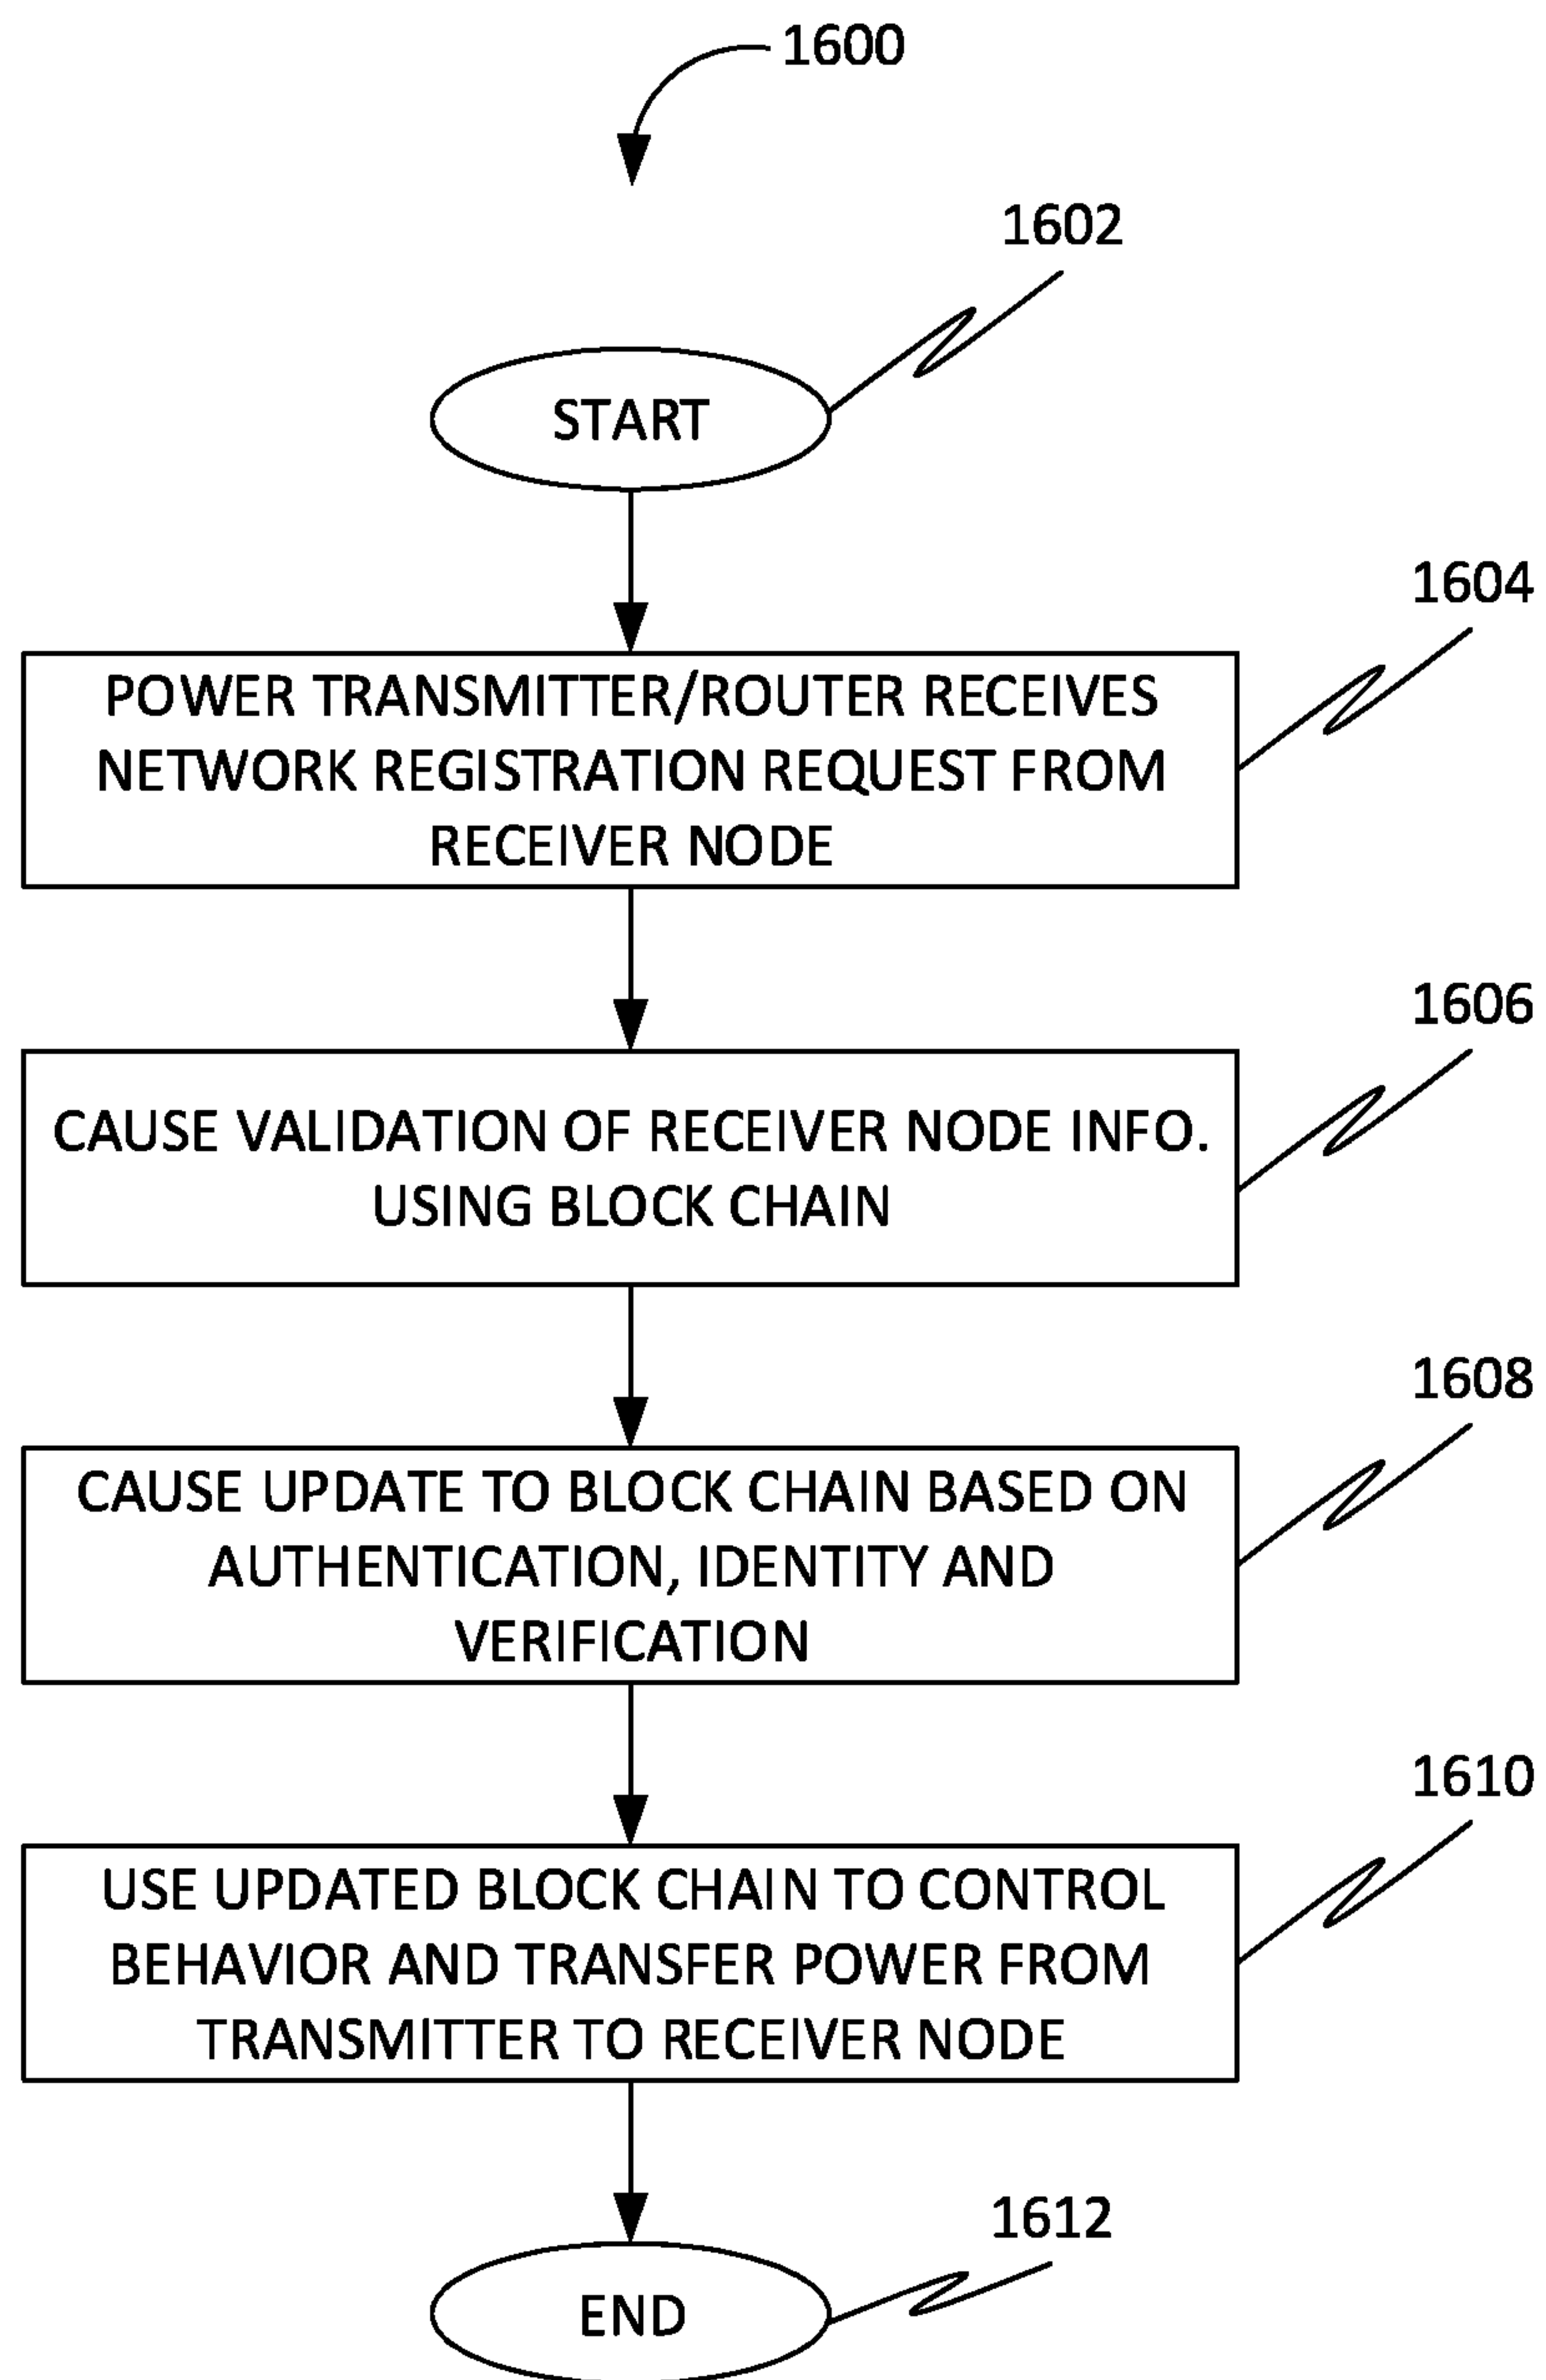 1600
1602
START
1604
POWER TRANSMITTER/ROUTER RECEIVES
NETWORK REGISTRATION REQUEST FROM
RECEIVER NODE
1606
CAUSE VALIDATION OF RECEIVER NODE INFO.
USING BLOCK CHAIN
1608
CAUSE UPDATE TO BLOCK CHAIN BASED ON
AUTHENTICATION, IDENTITY AND
VERIFICATION
1610
USE UPDATED BLOCK CHAIN TO CONTROL
BEHAVIOR AND TRANSFER POWER FROM
TRANSMITTER TO RECEIVER NODE
1612
END